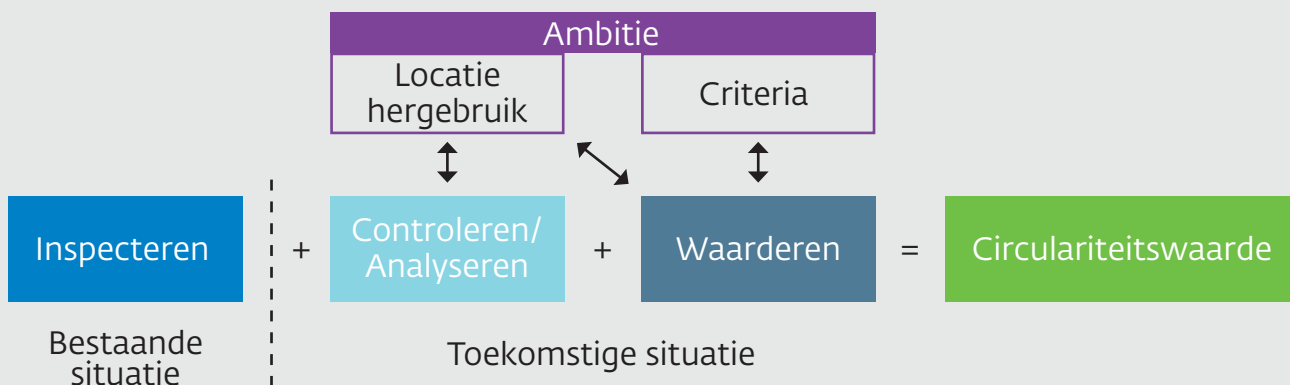 Ambitie
Locatie
hergebruik
Criteria
Inspecteren
+
Controleren/
Analyseren
+
Waarderen
=
Circulariteitswaarde
Bestaande
situatie
Toekomstige situatie